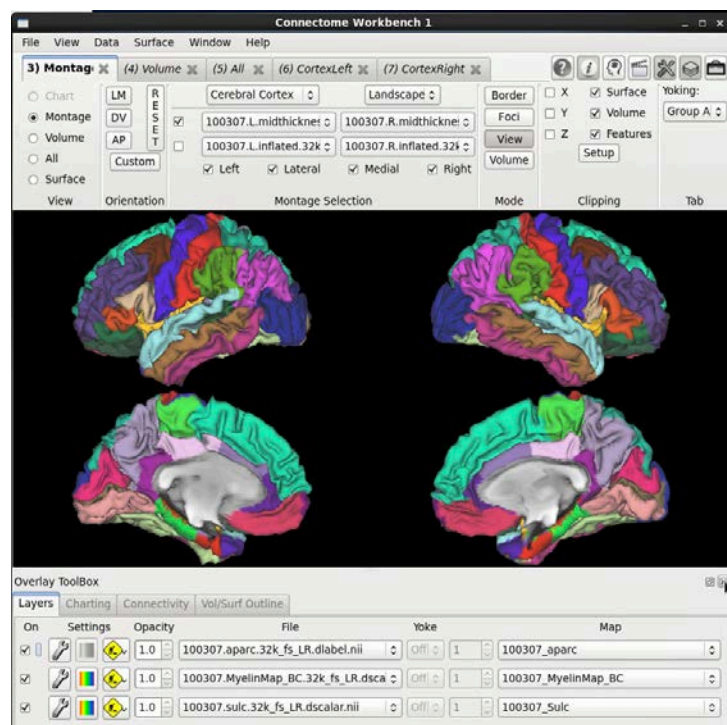 Connectome Workbench 1
File View Data Surface Window Help
3) Montag (4) Volume (5) All (6) CortexLeft (7) CortexRight
Chart
Montage
Volume
All
Surface
View
LM
DV
AP
Custom
RESET
Orientation
Cerebral Cortex Landscape
100307.L.midthicknes 100307.R.midthicknes
100307.L.inflated.32k 100307.R.inflated.32k
Left Lateral Medial Right
Montage Selection
Border
Foci
View
Volume
Mode
X Surface
Y Volume
Z Features
Setup
Clipping
Yoking:
Group A
Tab
Overlay ToolBox
Layers Charting Connectivity Vol/Surf Outline
On Settings Opacity File Yoke Map
1.0 100307.aparc.32k_fs_LR.dlabel.nii Off 1 100307_aparc
1.0 100307.MyelinMap_BC.32k_fs_LR.dsca Off 1 100307_MyelinMap_BC
1.0 100307.sulc.32k_fs_LR.dscalar.nii Off 1 100307_Sulc